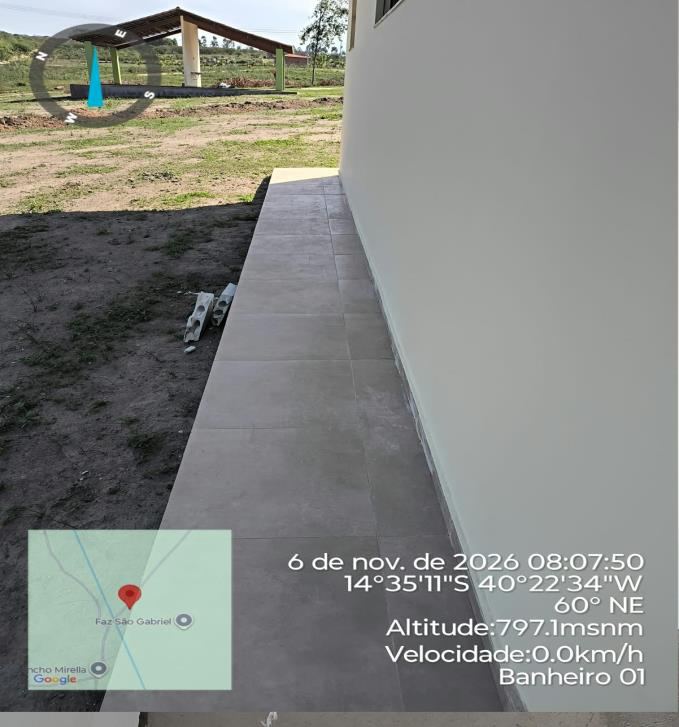 N
E
S
W
6 de nov. de 2026 08:07:50
14°35'11"S 40°22'34"W
60° NE
Altitude:797.1msnm
Velocidade:0.0km/h
Banheiro 01
Faz São Gabriel
ncho Mirella
Google